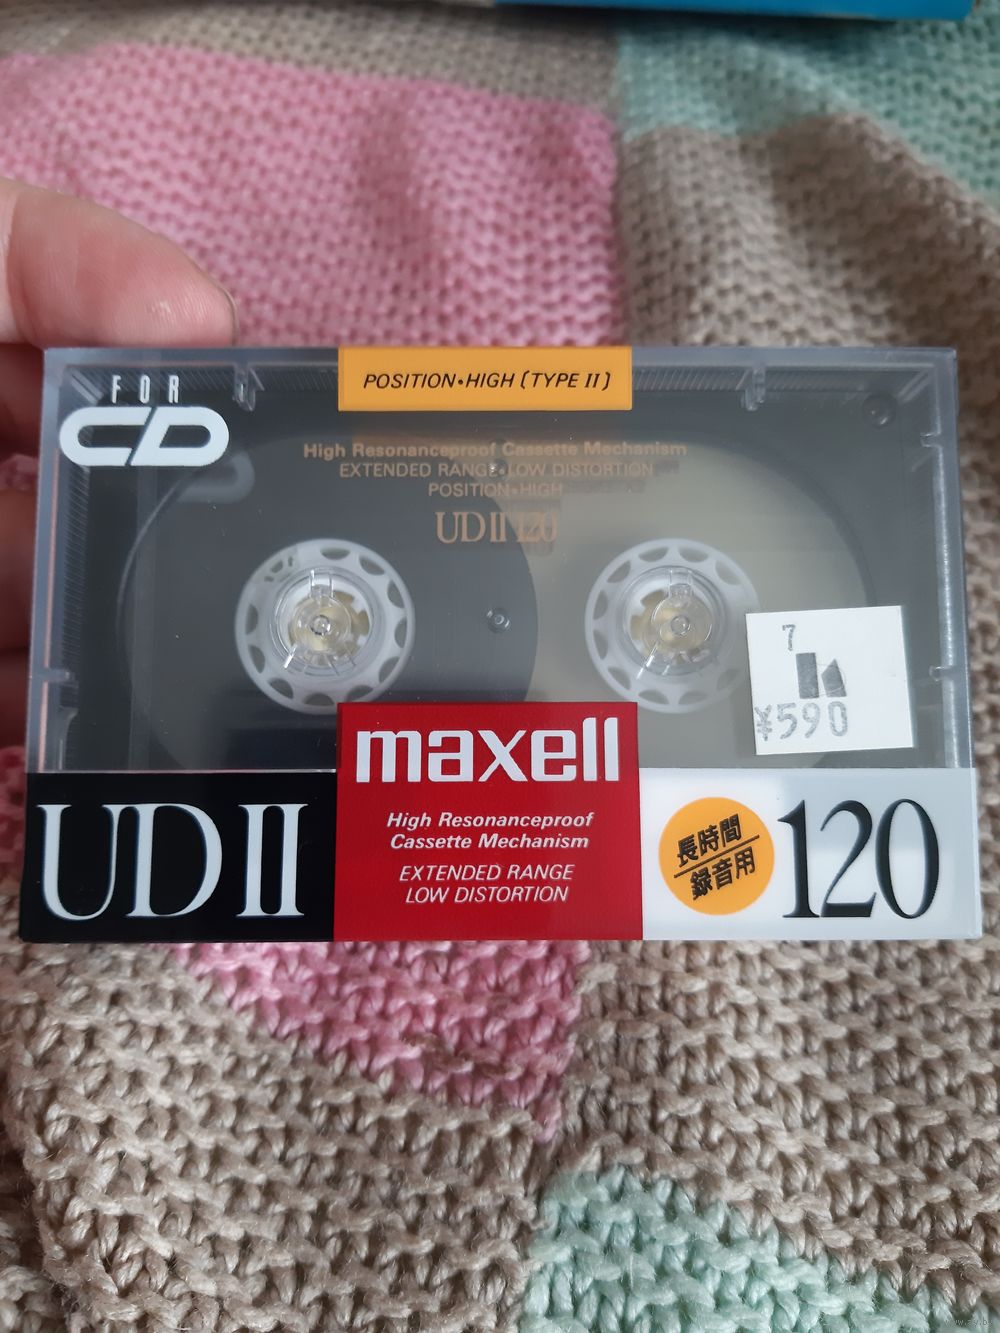 POSITION•HIGH (TYPE II)
FOR
CD
High Resonanceproof Cassette Mechanism
EXTENDED RANGE•LOW DISTORTION
POSITION•HIGH
UD II 120
7
¥590
maxell
UD II
High Resonanceproof
Cassette Mechanism
EXTENDED RANGE
LOW DISTORTION
長時間
録音用
120